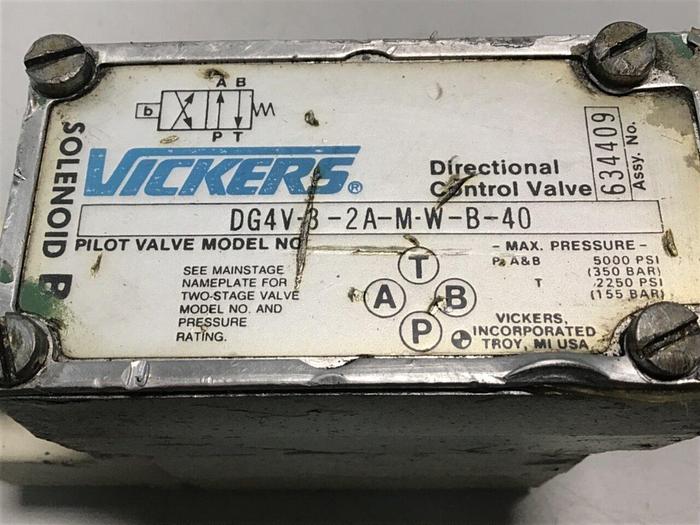 A B
b
P T
SOLENOID B
VICKERS®
Directional
Control Valve
634409
Assy. No.
DG4V-3-2A-M-W-B-40
PILOT VALVE MODEL NO
SEE MAINSTAGE
NAMEPLATE FOR
TWO-STAGE VALVE
MODEL NO. AND
PRESSURE
RATING.
T
A B
P
- MAX. PRESSURE -
P, A&B 5000 PSI
(350 BAR)
T 2250 PSI
(155 BAR)
VICKERS,
INCORPORATED
TROY, MI USA